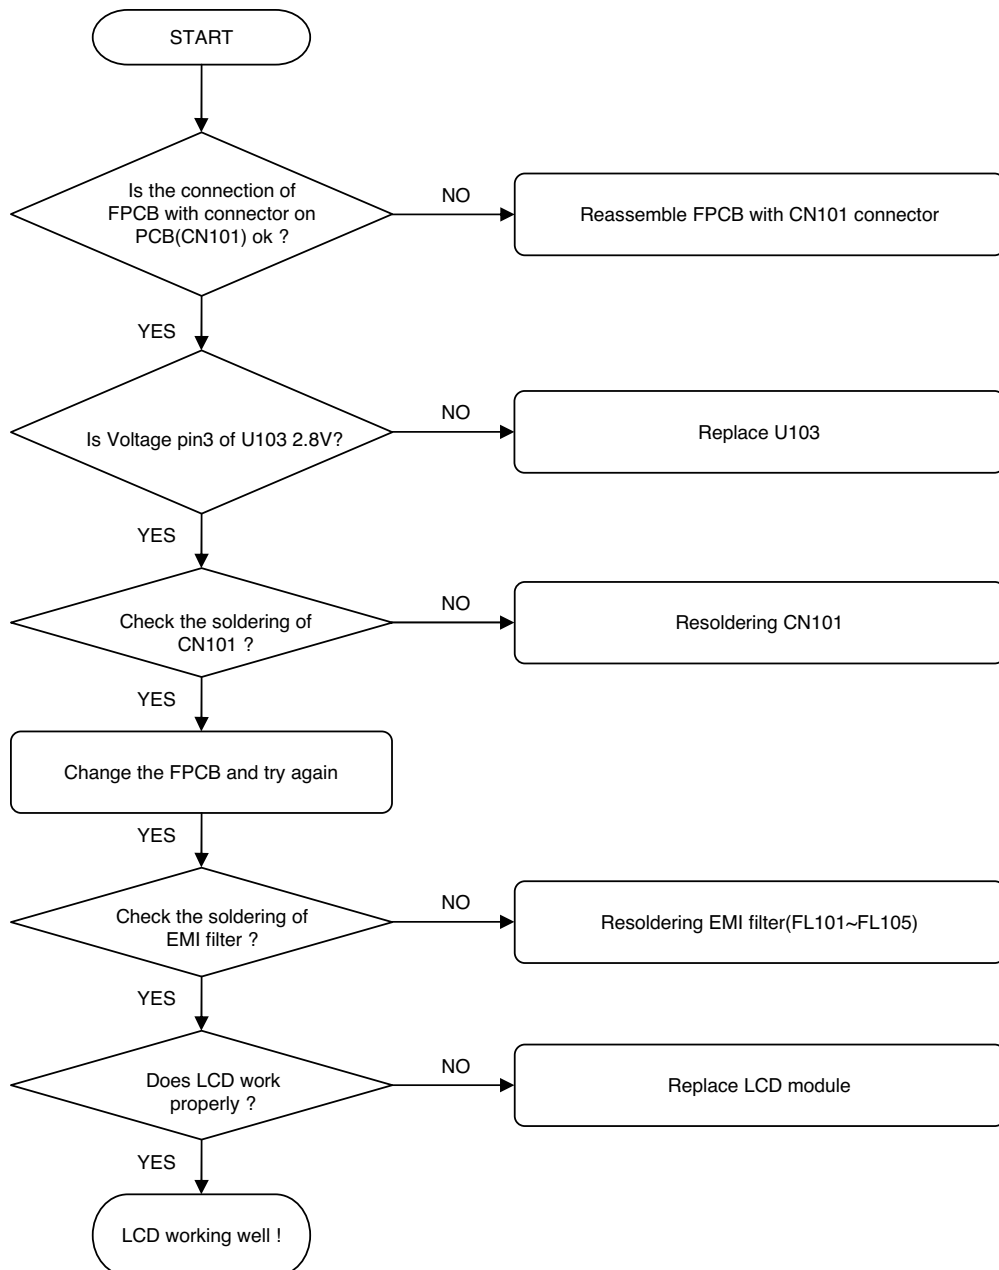 START
Is the connection of
FPCB with connector on
PCB(CN101) ok ?
NO
Reassemble FPCB with CN101 connector
YES
Is Voltage pin3 of U103 2.8V?
NO
Replace U103
YES
Check the soldering of
CN101 ?
NO
Resoldering CN101
YES
Change the FPCB and try again
YES
Check the soldering of
EMI filter ?
NO
Resoldering EMI filter(FL101~FL105)
YES
Does LCD work
properly ?
NO
Replace LCD module
YES
LCD working well !